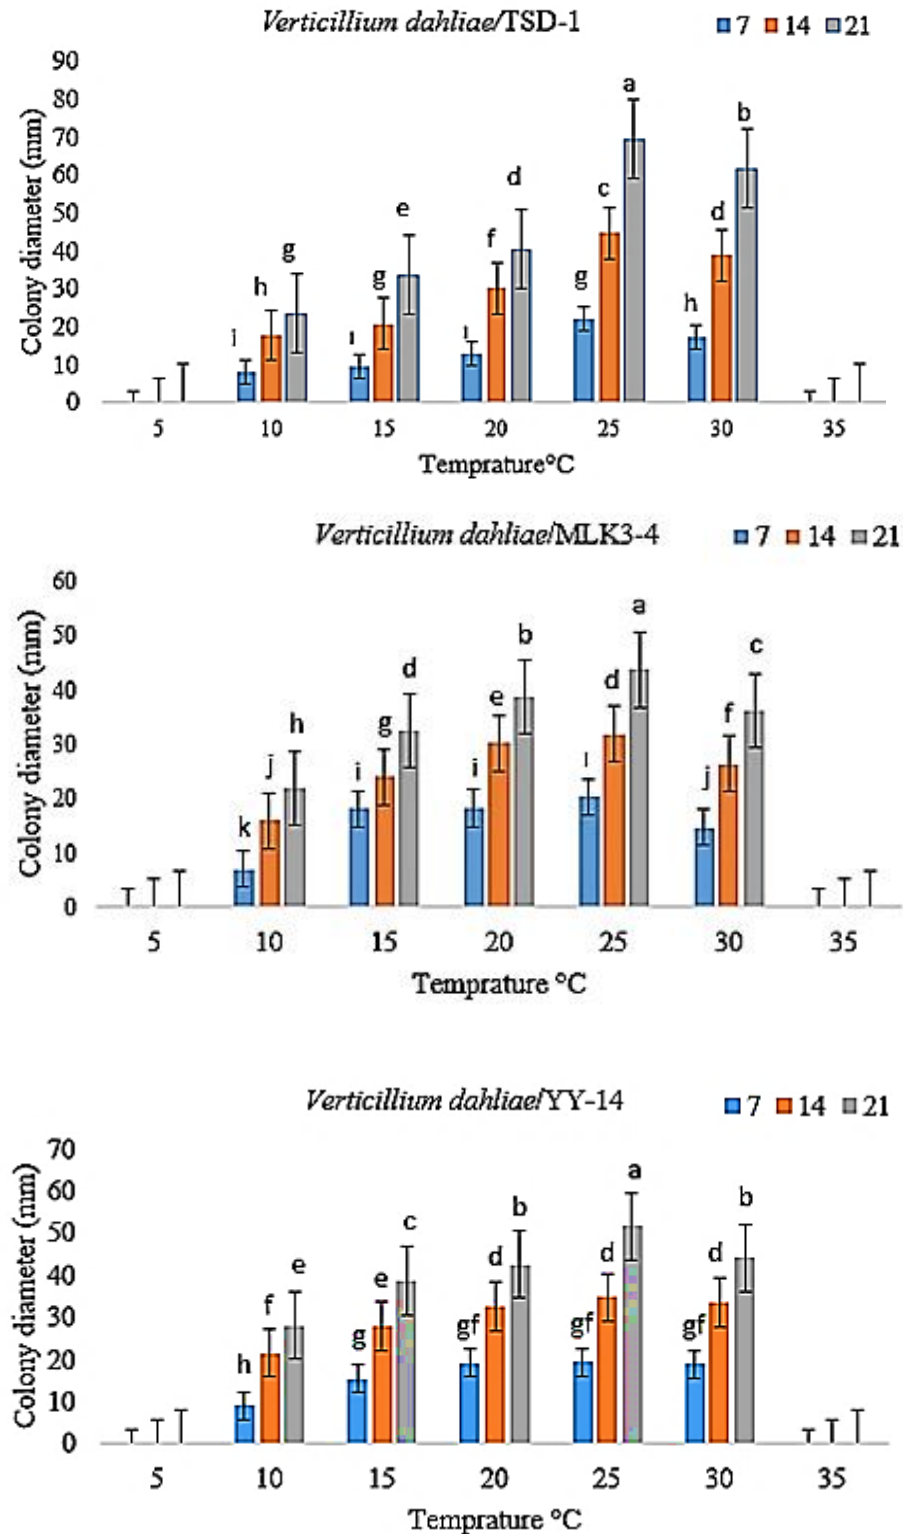 Verticillium dahliae/TSD-1 7 14 21
90
a
80
b
70
c
d
60
d
e
50
f
g
g
40
h
g
30
h
i
ı
ı
20
10
0
5 10 15 20 25 30 35
Colony diameter (mm)
Temprature°C
Verticillium dahliae/MLK3-4 7 14 21
60
a
b
c
50
d
d
e
h
g
f
40
j
i
i
ı
j
30
k
20
10
0
5 10 15 20 25 30 35
Colony diameter (mm)
Temprature °C
Verticillium dahliae/YY-14 7 14 21
70
a
b
b
60
c
d
d
d
50
e
e
f
40
gf
gf
gf
g
30
h
20
10
0
5 10 15 20 25 30 35
Colony diameter (mm)
Temprature °C